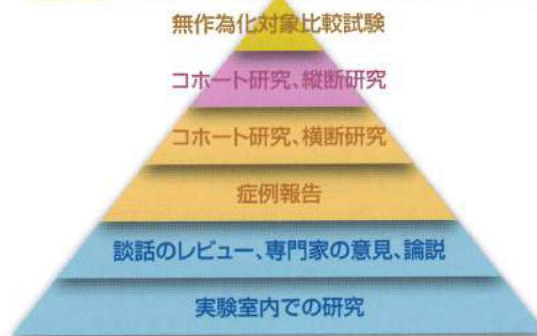 無作為化対象比較試験
コホート研究、縦断研究
コホート研究、横断研究
症例報告
談話のレビュー、専門家の意見、論説
実験室内での研究